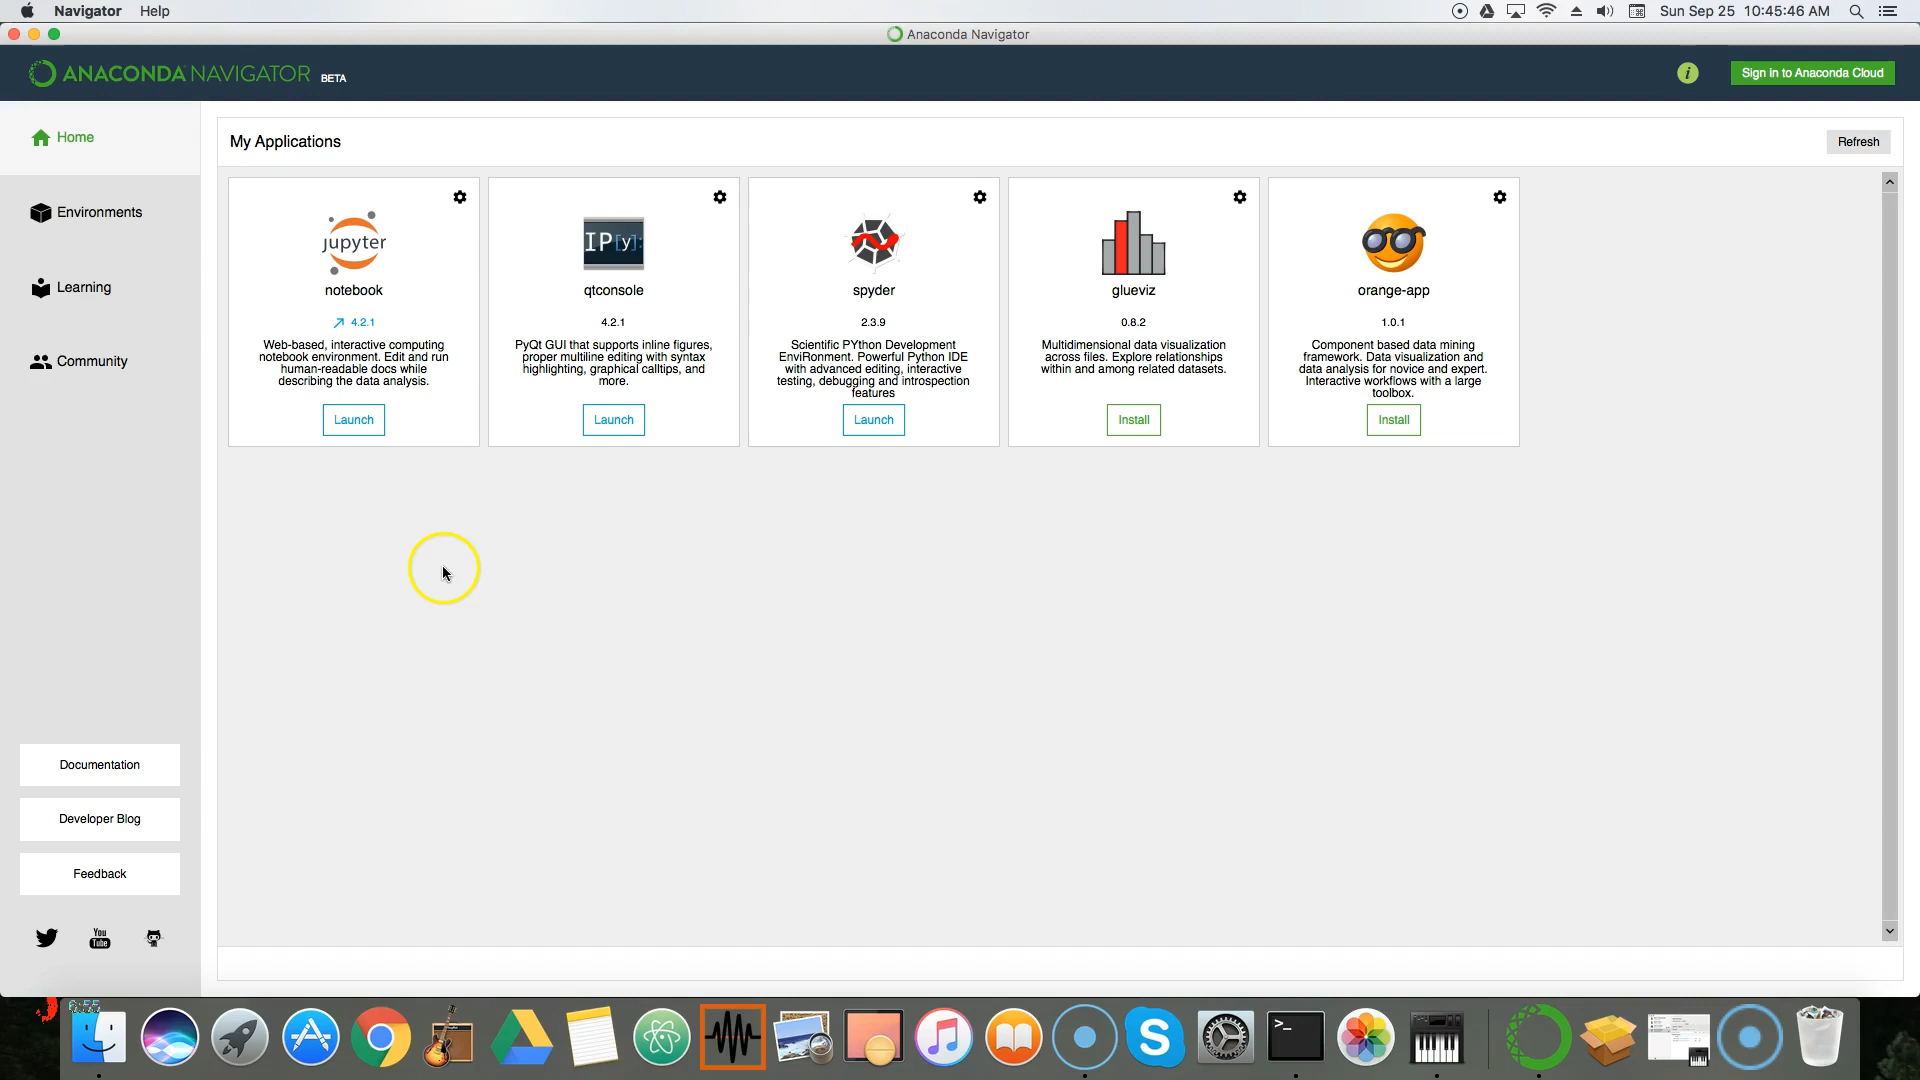 Navigator Help
Sun Sep 25 10:45:46 AM
Anaconda Navigator
ANACONDA NAVIGATOR BETA
i
Sign in to Anaconda Cloud
Home
Environments
Learning
Community
My Applications
Refresh
jupyter
notebook
4.2.1
Web-based, interactive computing
notebook environment. Edit and run
human-readable docs while
describing the data analysis.
Launch
IP[y]:
qtconsole
4.2.1
PyQt GUI that supports inline figures,
proper multiline editing with syntax
highlighting, graphical calltips, and
more.
Launch
spyder
2.3.9
Scientific PYthon Development
EnviRonment. Powerful Python IDE
with advanced editing, interactive
testing, debugging and introspection
features
Launch
glueviz
0.8.2
Multidimensional data visualization
across files. Explore relationships
within and among related datasets.
Install
orange-app
1.0.1
Component based data mining
framework. Data visualization and
data analysis for novice and expert.
Interactive workflows with a large
toolbox.
Install
Documentation
Developer Blog
Feedback
You
Tube
S
>_